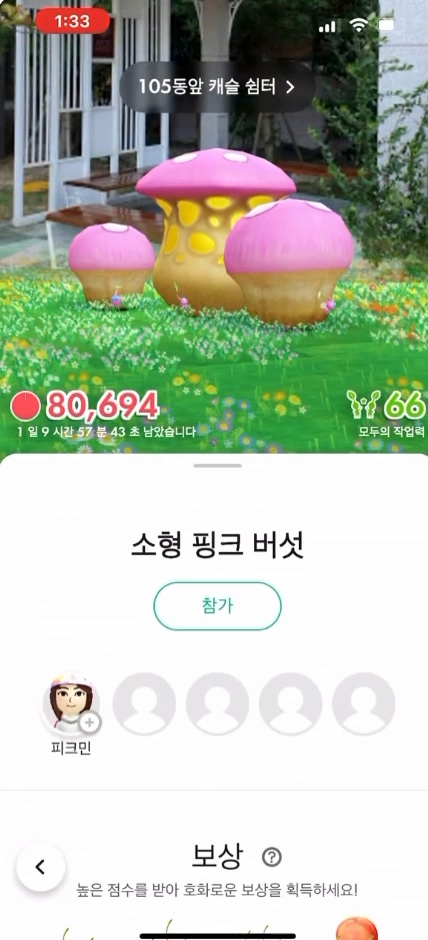 1:33
105동앞 캐슬 쉼터
80,694
66
1 일 9 시간 57 분 43 초 남았습니다
모두의 작업력
소형 핑크 버섯
참가
피크민
보상
높은 점수를 받아 호화로운 보상을 획득하세요!